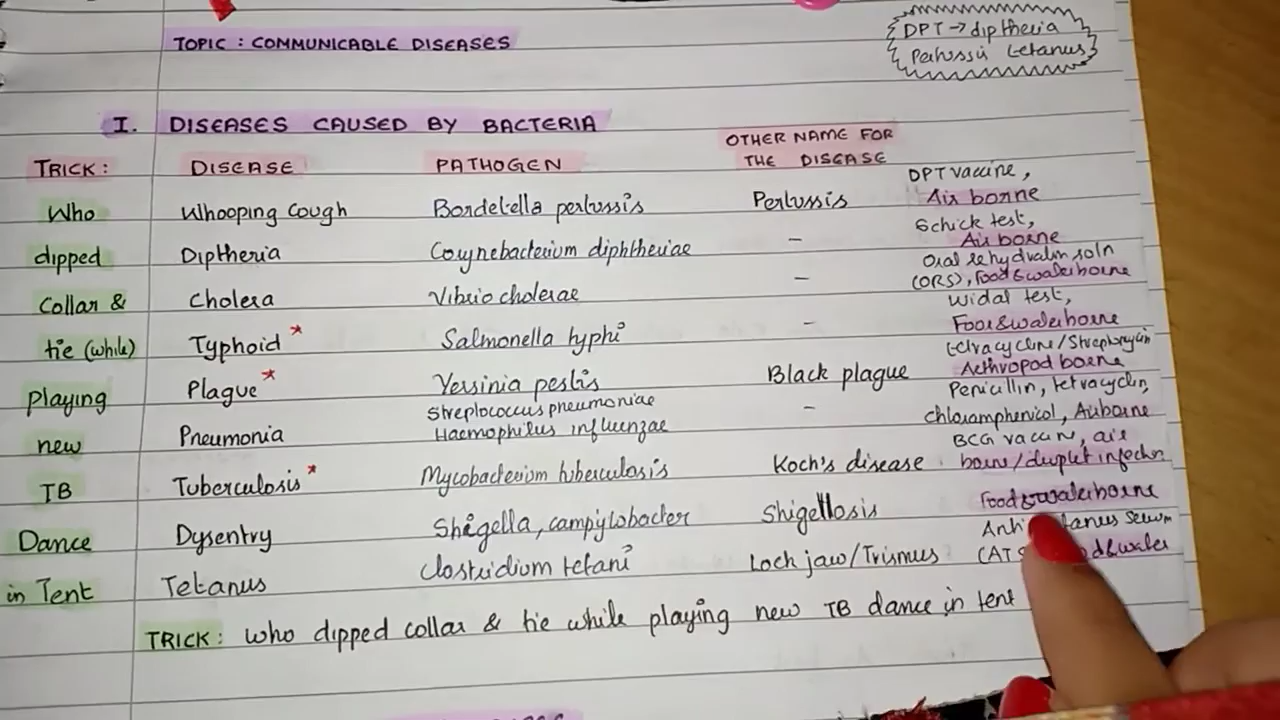 TOPIC : COMMUNICABLE DISEASES
DPT → diptheria
Pertussis tetanus
I. DISEASES CAUSED BY BACTERIA
TRICK : DISEASE PATHOGEN OTHER NAME FOR THE DISEASE
Who Whooping cough Bordetella pertussis Pertussis DPT vaccine, Air borne
dipped Diptheria Corynebacterium diphtheriae - Schick test, Air borne
Collar & Cholera Vibrio cholerae - Oral rehydration soln (ORS), Food & waterborne
tie (while) Typhoid * Salmonella typhi - Widal test, Food & waterborne
playing Plague * Yersinia pestis Black plague tetracycline/Streptomycin Arthropod borne
new Pneumonia Streptococcus pneumoniae Haemophilus influenzae - Penicillin, tetracyclin, chloramphenicol, Airborne
TB Tuberculosis * Mycobacterium tuberculosis Koch's disease BCG vaccine, air borne/droplet infection
Dance Dysentry Shigella, campylobacter Shigellosis Food & waterborne
in Tent Tetanus Clostridium tetani Lock jaw/Trismus serum & water
TRICK : who dipped collar & tie while playing new TB dance in tent